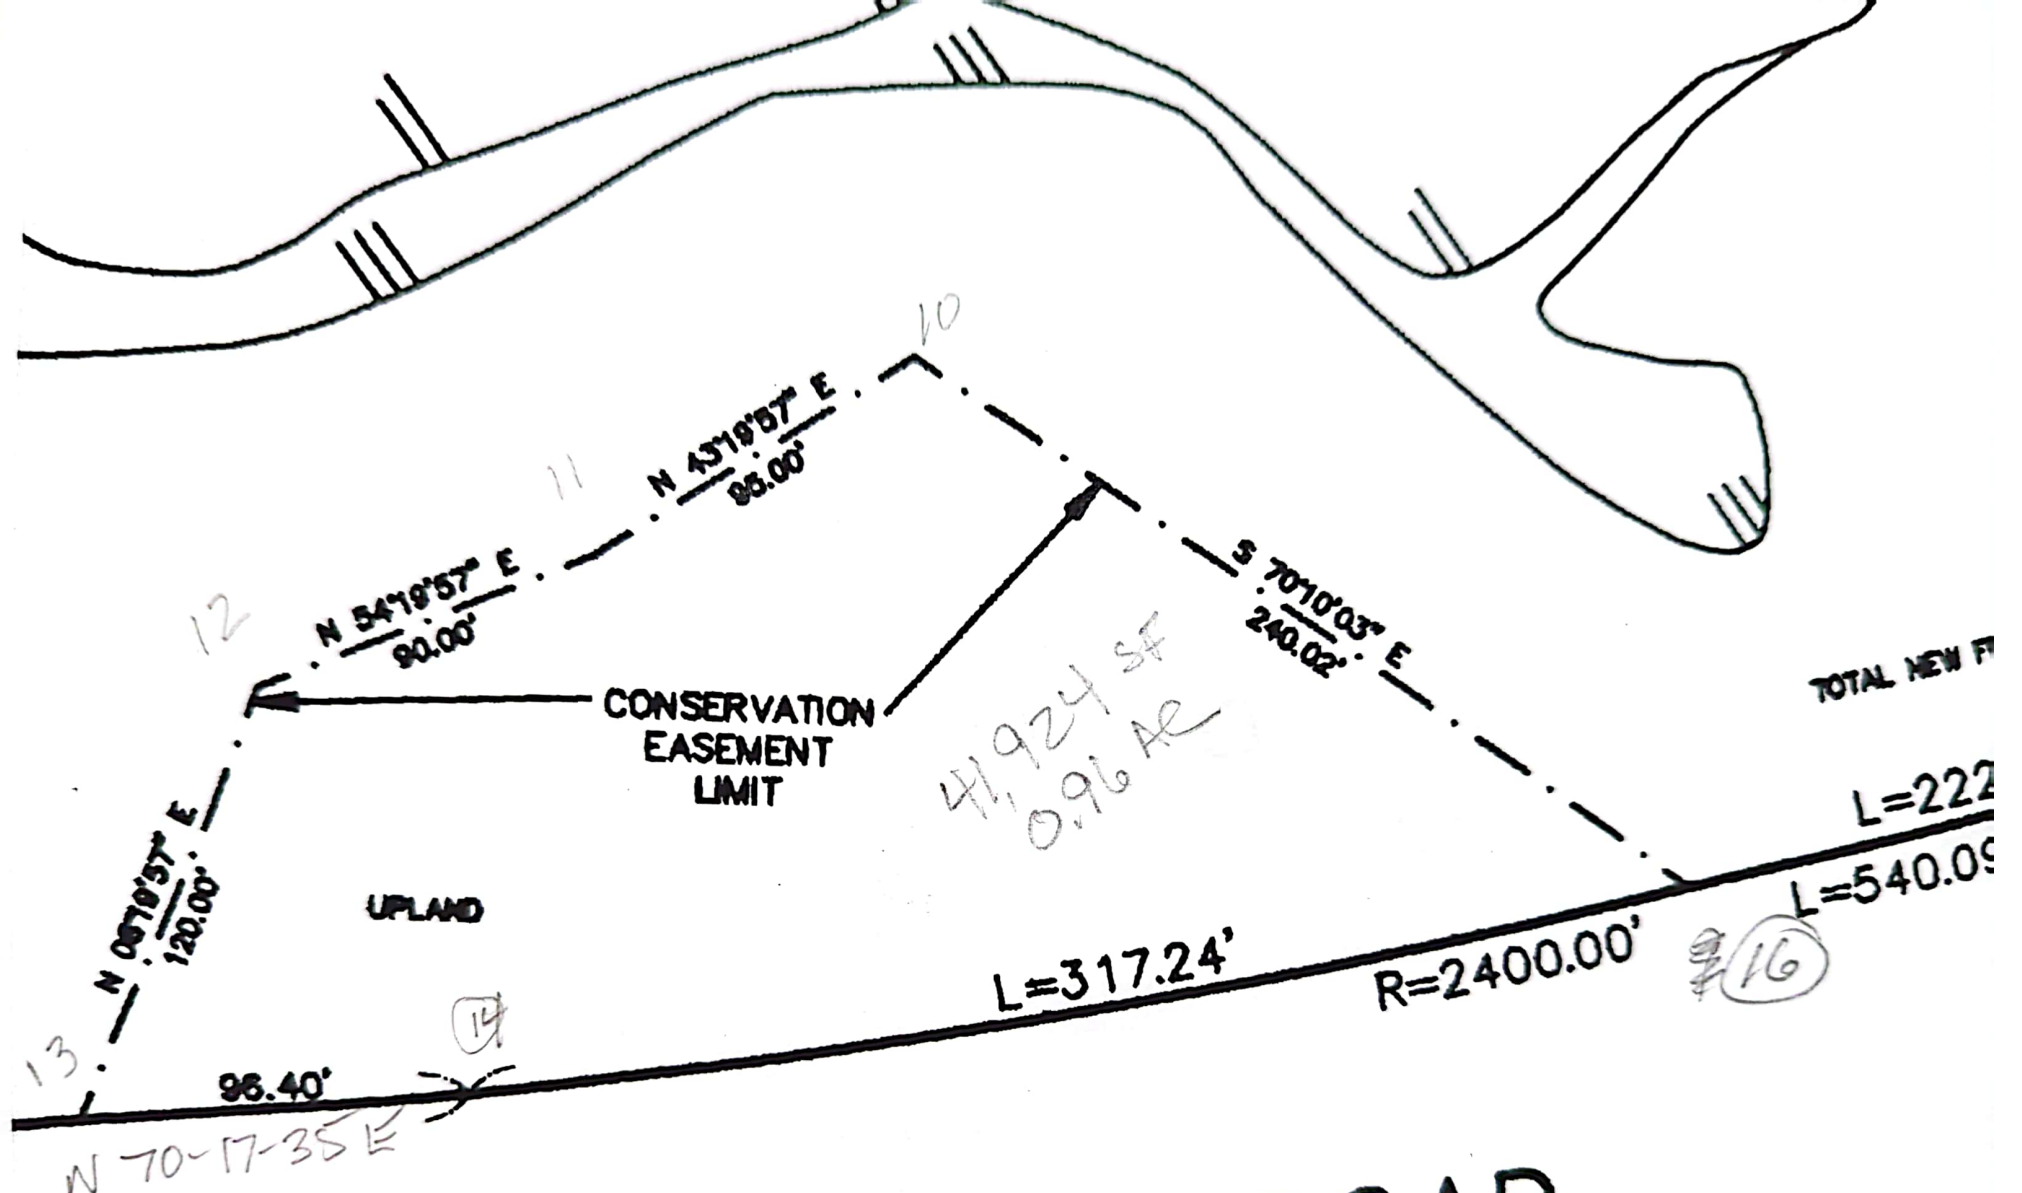 10
N 43°19'57" E
95.00'
11
N 54°19'57" E
90.00'
12
S 70°10'03" E
240.02'
CONSERVATION
EASEMENT
LIMIT
41,924 SF
0.96 AC
TOTAL NEW
L=222
L=540.09
N 06°19'57" E
120.00'
UPLAND
L=317.24'
R=2400.00'
16
14
13
96.40'
N 70-17-35 E